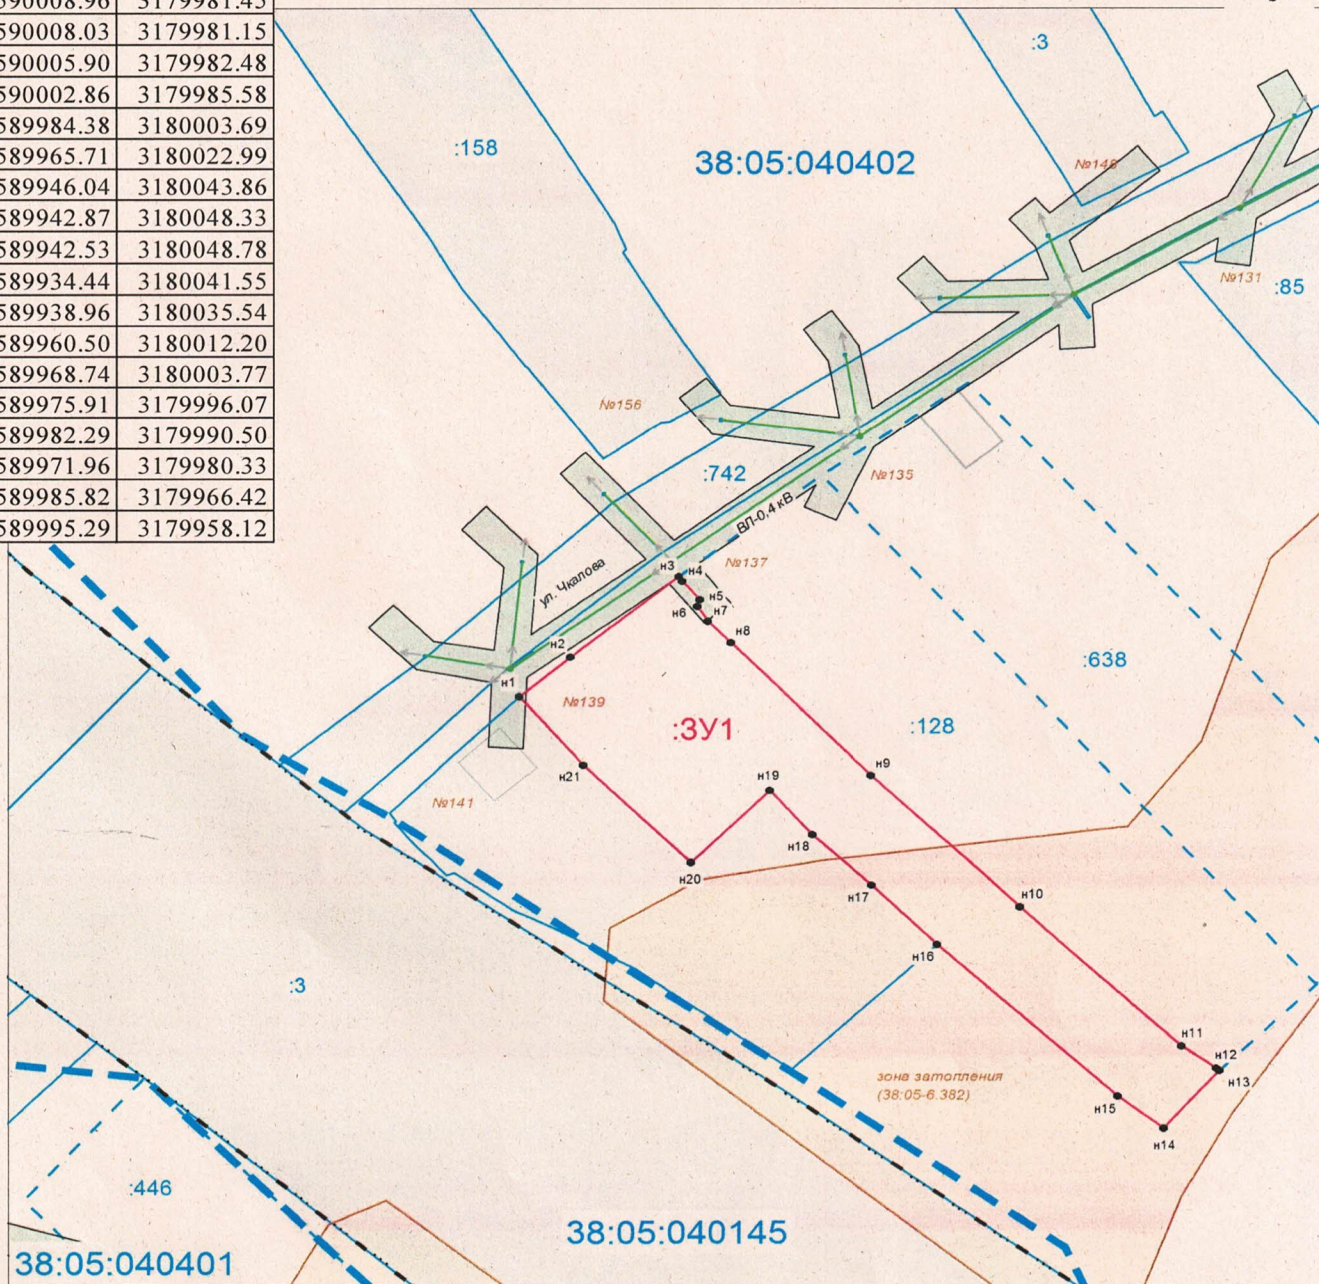 590008.96 3179981.45
590008.03 3179981.15
590005.90 3179982.48
590002.86 3179985.58
589984.38 3180003.69
589965.71 3180022.99
589946.04 3180043.86
589942.87 3180048.33
589942.53 3180048.78
589934.44 3180041.55
589938.96 3180035.54
589960.50 3180012.20
589968.74 3180003.77
589975.91 3179996.07
589982.29 3179990.50
589971.96 3179980.33
589985.82 3179966.42
589995.29 3179958.12
:3
:158
38:05:040402
№148
№131
:85
№156
:742
№135
ВЛ-0,4 кВ
№137
ул. Чкалова
н3
н4
н5
н6
н7
н8
н2
н1
№139
:ЗУ1
:128
:638
н21
н19
н9
№141
н18
н20
н17
н10
н16
:3
н11
н12
н13
зона затопления
(38:05-6.382)
н15
н14
:446
38:05:040145
38:05:040401